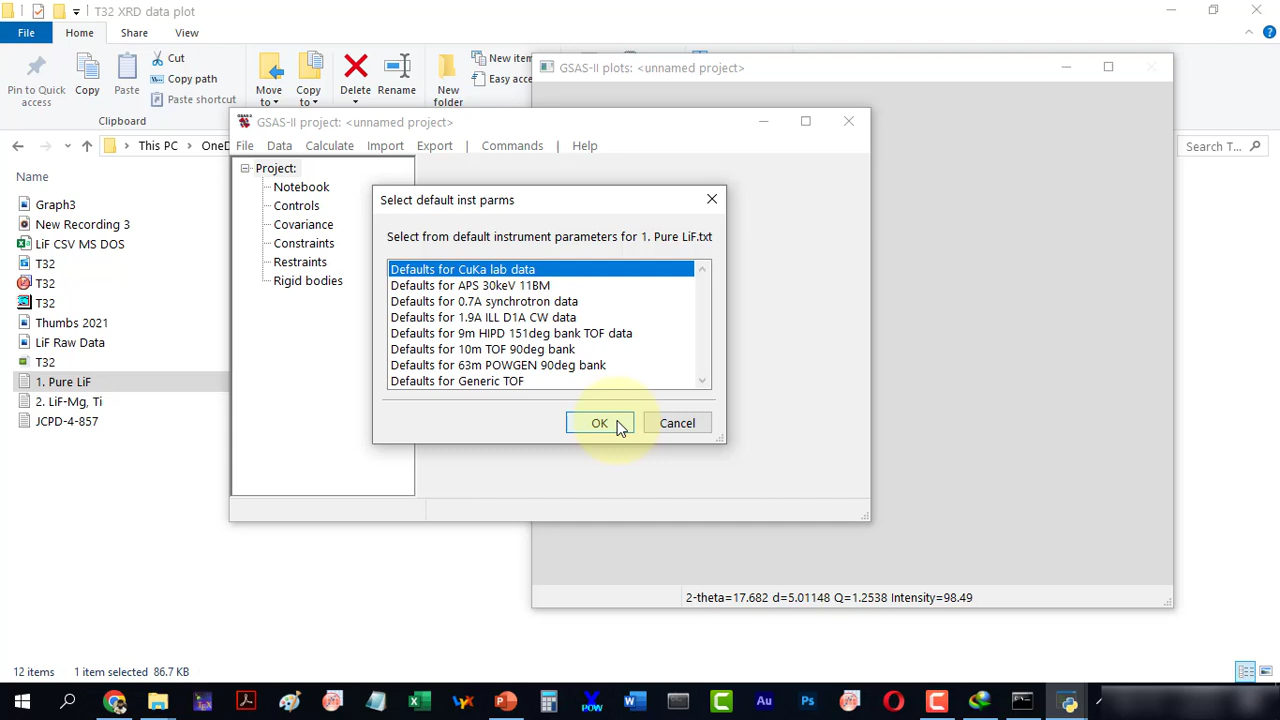 T32 XRD data plot
File Home Share View
Pin to Quick access
Copy
Paste
Cut
Copy path
Paste shortcut
Clipboard
Move to
Copy to
Delete
Rename
New folder
New item
Easy acce
This PC
OneD
Search T...
Name
Graph3
New Recording 3
LiF CSV MS DOS
T32
T32
T32
Thumbs 2021
LiF Raw Data
T32
1. Pure LiF
2. LiF-Mg, Ti
JCPD-4-857
12 items 1 item selected 86.7 KB
GSAS-II plots: <unnamed project>
2-theta=17.682 d=5.01148 Q=1.2538 Intensity=98.49
GSAS-II project: <unnamed project>
File Data Calculate Import Export | Commands | Help
Project:
Notebook
Controls
Covariance
Constraints
Restraints
Rigid bodies
Select default inst parms
Select from default instrument parameters for 1. Pure LiF.txt
Defaults for CuKa lab data
Defaults for APS 30keV 11BM
Defaults for 0.7A synchrotron data
Defaults for 1.9A ILL D1A CW data
Defaults for 9m HIPD 151deg bank TOF data
Defaults for 10m TOF 90deg bank
Defaults for 63m POWGEN 90deg bank
Defaults for Generic TOF
OK Cancel